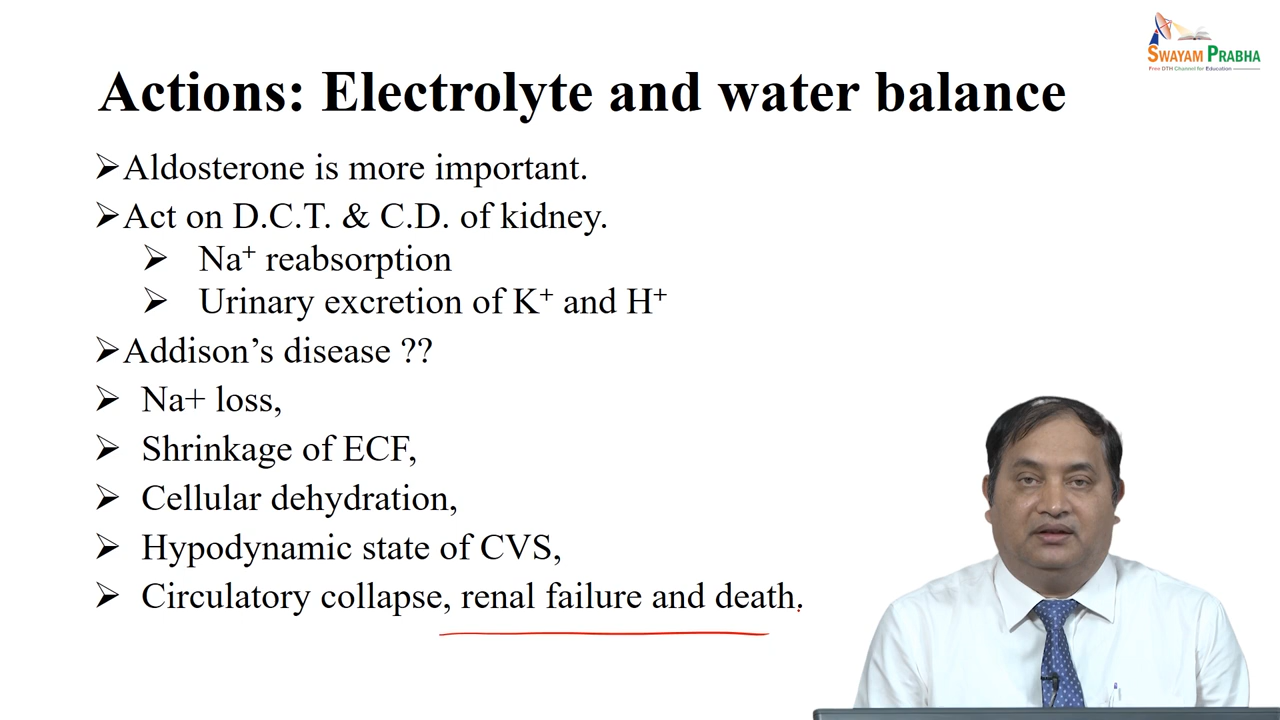 SWAYAM PRABHA
Free DTH Channel for Education
Actions: Electrolyte and water balance
➢Aldosterone is more important.
➢Act on D.C.T. & C.D. of kidney.
➢ Na⁺ reabsorption
➢ Urinary excretion of K⁺ and H⁺
➢Addison’s disease ??
➢ Na+ loss,
➢ Shrinkage of ECF,
➢ Cellular dehydration,
➢ Hypodynamic state of CVS,
➢ Circulatory collapse, renal failure and death.